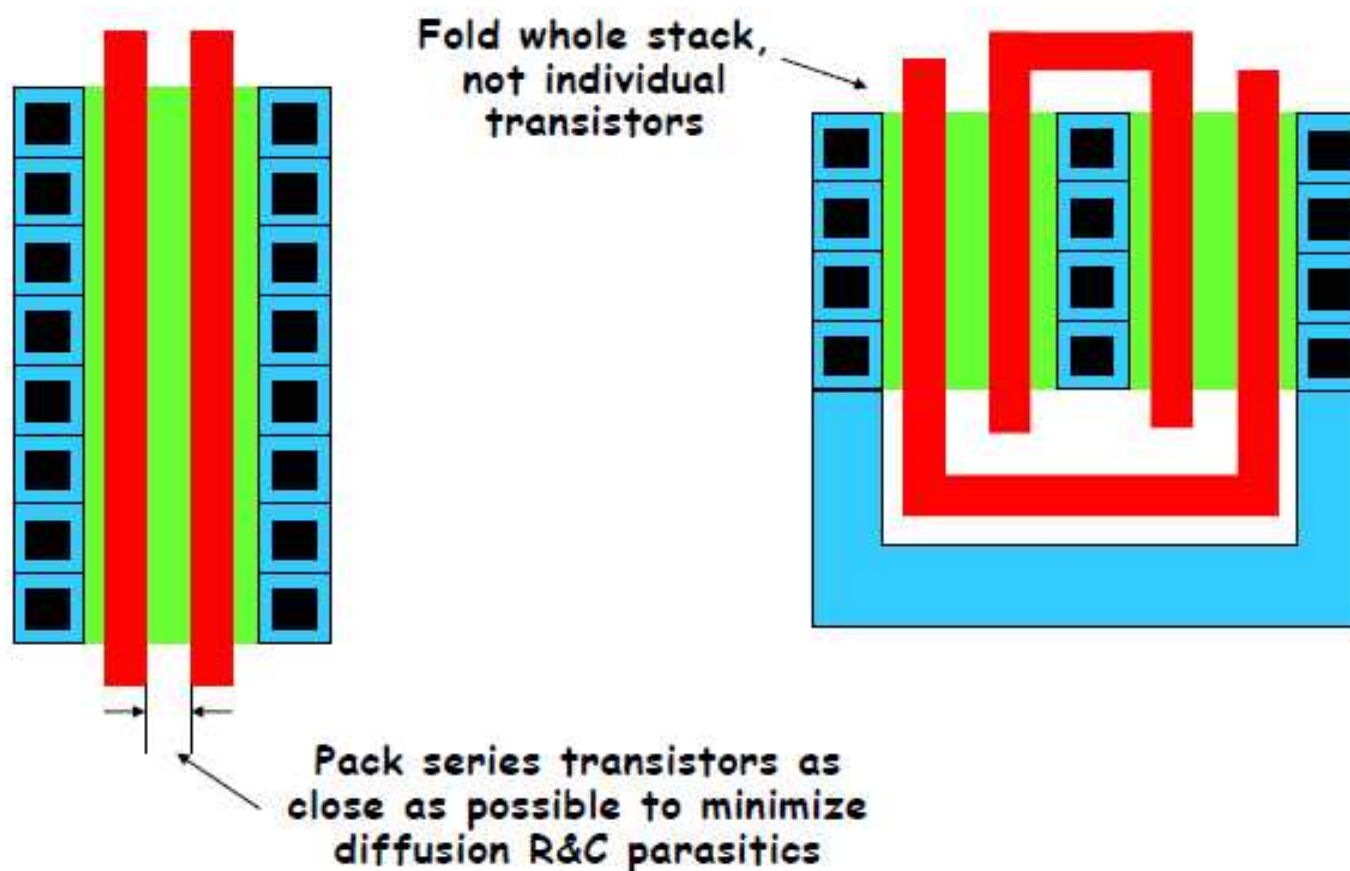 Fold whole stack,
not individual
transistors
Pack series transistors as
close as possible to minimize
diffusion R&C parasitics